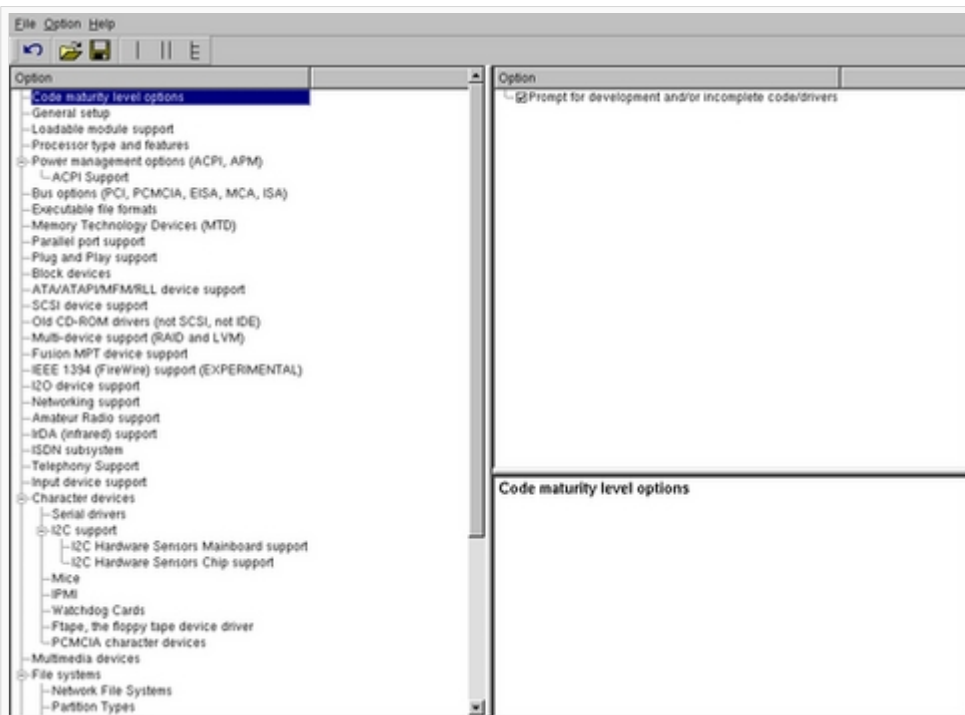 File Option Help
Option
Code maturity level options
General setup
Loadable module support
Processor type and features
Power management options (ACPI, APM)
ACPI Support
Bus options (PCI, PCMCIA, EISA, MCA, ISA)
Executable file formats
Memory Technology Devices (MTD)
Parallel port support
Plug and Play support
Block devices
ATA/ATAPI/MFM/RLL device support
SCSI device support
Old CD-ROM drivers (not SCSI, not IDE)
Multi-device support (RAID and LVM)
Fusion MPT device support
IEEE 1394 (FireWire) support (EXPERIMENTAL)
I2O device support
Networking support
Amateur Radio support
IrDA (infrared) support
ISDN subsystem
Telephony Support
Input device support
Character devices
Serial drivers
I2C support
I2C Hardware Sensors Mainboard support
I2C Hardware Sensors Chip support
Mice
IPMI
Watchdog Cards
Ftape, the floppy tape device driver
PCMCIA character devices
Multimedia devices
File systems
Network File Systems
Partition Types
Option
Prompt for development and/or incomplete code/drivers
Code maturity level options